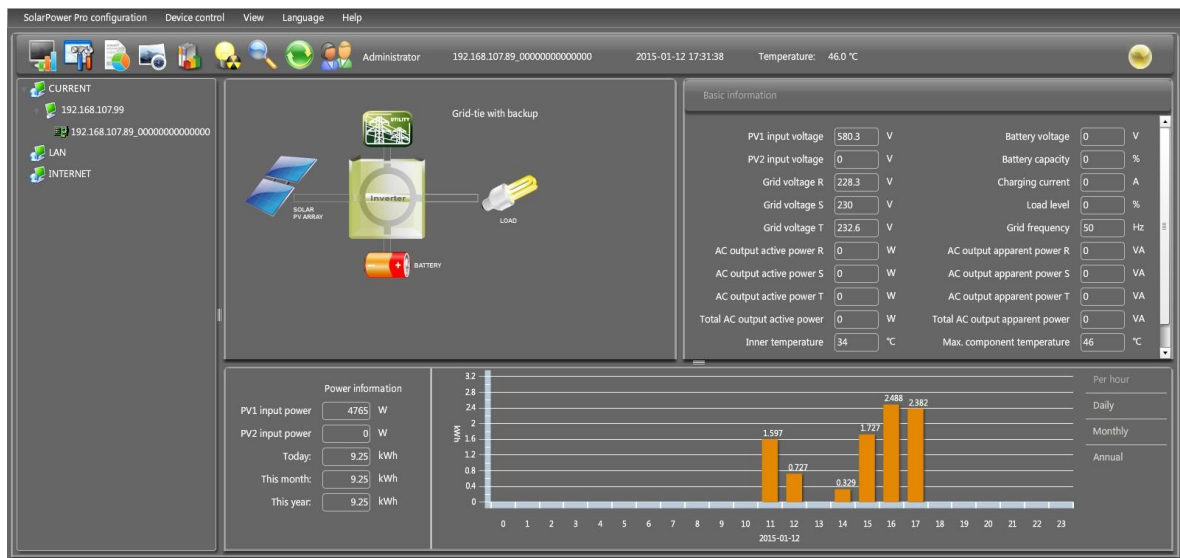 SolarPower Pro configuration Device control View Language Help
Administrator 192.168.107.89_00000000000000 2015-01-12 17:31:38 Temperature: 46.0 ℃
CURRENT
192.168.107.99
192.168.107.89_00000000000000
LAN
INTERNET
Grid-tie with backup
UTILITY
Inverter
SOLAR
PV ARRAY
LOAD
BATTERY
Basic information
PV1 input voltage 580.3 V Battery voltage 0 V
PV2 input voltage 0 V Battery capacity 0 %
Grid voltage R 228.3 V Charging current 0 A
Grid voltage S 230 V Load level 0 %
Grid voltage T 232.6 V Grid frequency 50 Hz
AC output active power R 0 W AC output apparent power R 0 VA
AC output active power S 0 W AC output apparent power S 0 VA
AC output active power T 0 W AC output apparent power T 0 VA
Total AC output active power 0 W Total AC output apparent power 0 VA
Inner temperature 34 ℃ Max. component temperature 46 ℃
Power information
PV1 input power 4765 W
PV2 input power 0 W
Today: 9.25 kWh
This month: 9.25 kWh
This year: 9.25 kWh
kWh
3.2
2.8
2.4
2
1.6
1.2
0.8
0.4
0
1.597 0.727 0.329 1.727 2.488 2.382
0 1 2 3 4 5 6 7 8 9 10 11 12 13 14 15 16 17 18 19 20 21 22 23
2015-01-12
Per hour
Daily
Monthly
Annual